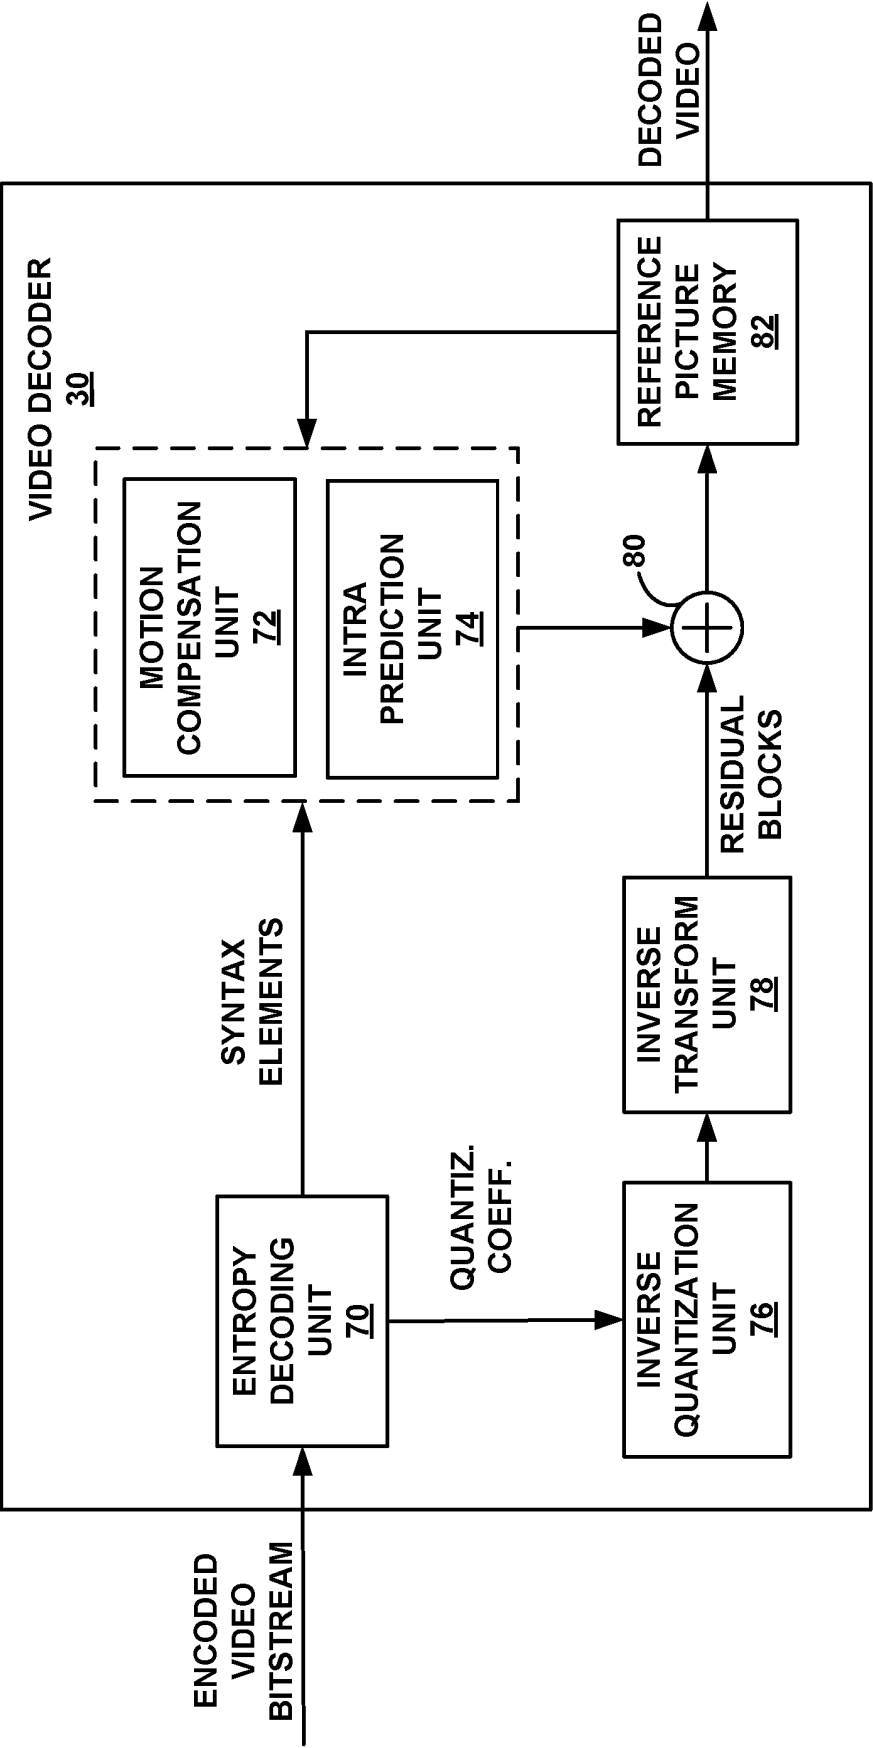 VIDEO DECODER
30
ENCODED
VIDEO
BITSTREAM
ENTROPY
DECODING
UNIT
70
SYNTAX
ELEMENTS
MOTION
COMPENSATION
UNIT
72
INTRA
PREDICTION
UNIT
74
QUANTIZ.
COEFF.
INVERSE
QUANTIZATION
UNIT
76
INVERSE
TRANSFORM
UNIT
78
RESIDUAL
BLOCKS
80
REFERENCE
PICTURE
MEMORY
82
DECODED
VIDEO